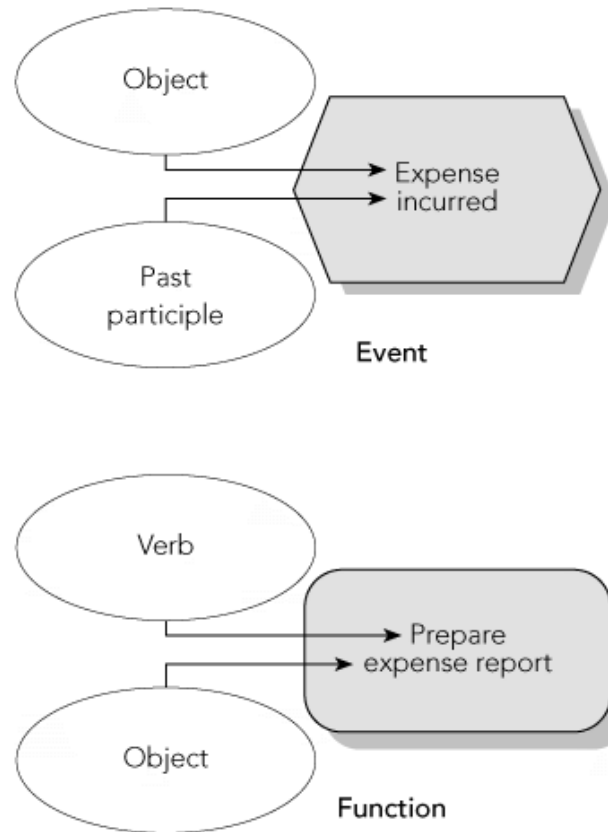 Object
Expense
incurred
Past
participle
Event
Verb
Prepare
expense report
Object
Function